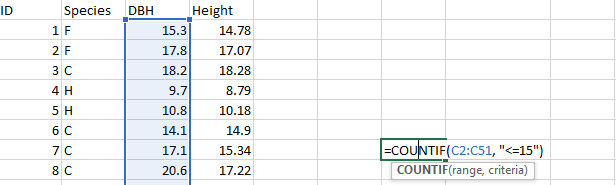 ID Species DBH Height
1 F 15.3 14.78
2 F 17.8 17.07
3 C 18.2 18.28
4 H 9.7 8.79
5 H 10.8 10.18
6 C 14.1 14.9
7 C 17.1 15.34 =COUNTIF(C2:C51, "<=15")
8 C 20.6 17.22 COUNTIF(range, criteria)